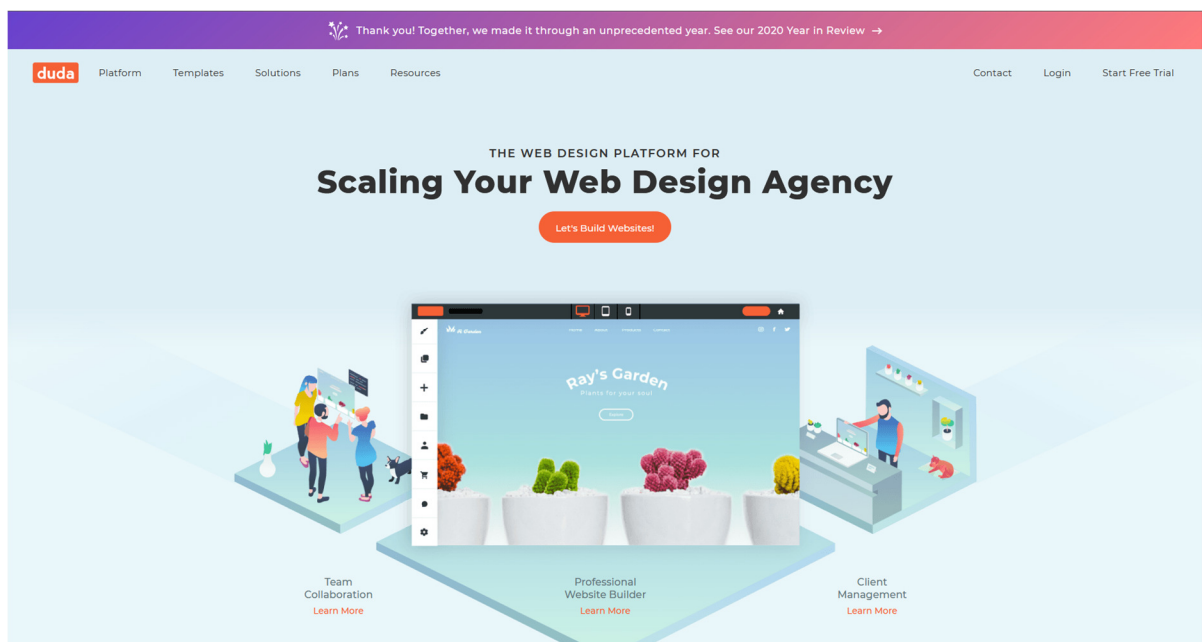 Thank you! Together, we made it through an unprecedented year. See our 2020 Year in Review →
duda Platform Templates Solutions Plans Resources Contact Login Start Free Trial
THE WEB DESIGN PLATFORM FOR
Scaling Your Web Design Agency
Let's Build Websites!
Ray's Garden
Plants for your soul
Team
Collaboration
Learn More
Professional
Website Builder
Learn More
Client
Management
Learn More